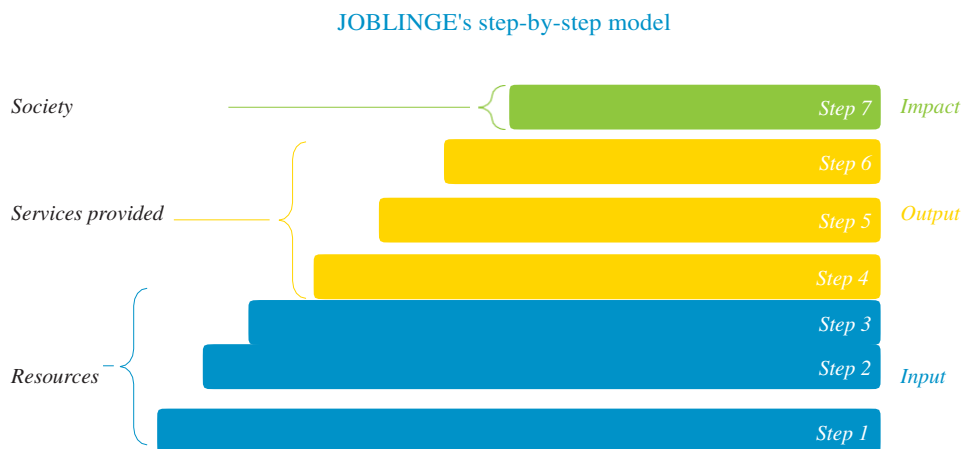 JOBLINGE's step-by-step model
Society
Step 7
Impact
Step 6
Services provided
Step 5
Output
Step 4
Step 3
Resources
Step 2
Input
Step 1